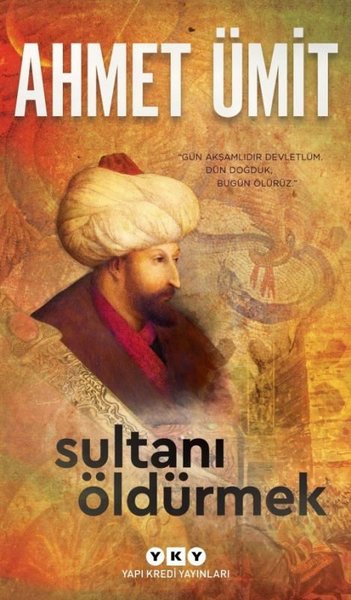 AHMET ÜMİT
"GÜN AKŞAMLIDIR DEVLETLÜM,
DÜN DOĞDUK,
BUGÜN ÖLÜRÜZ."
sultanı
öldürmek
YKY
YAPI KREDİ YAYINLARI